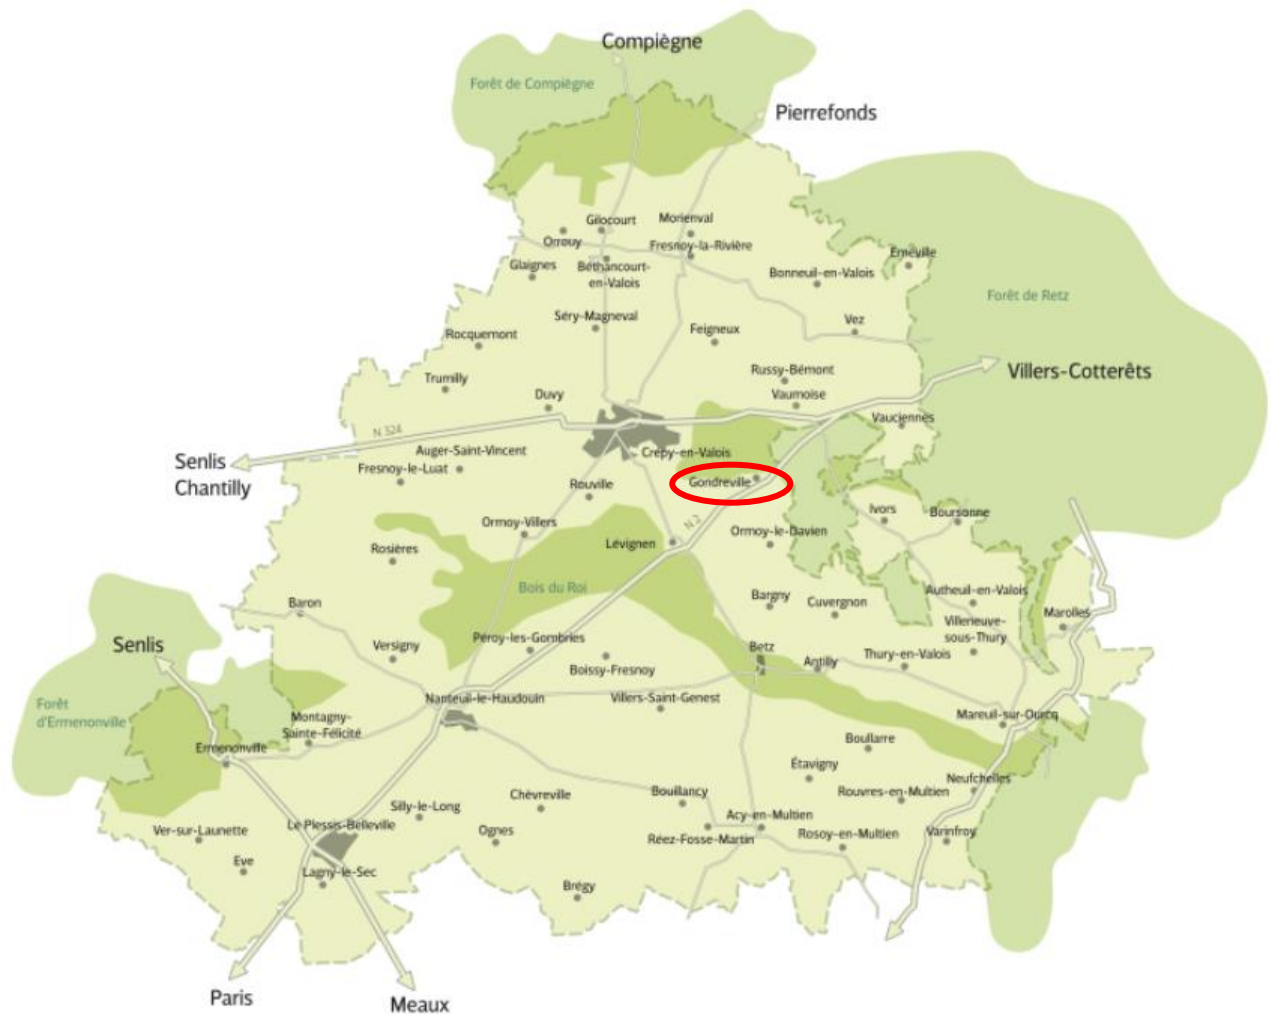 Compiègne
Forêt de Compiègne
Pierrefonds
Gilocourt
Morienval
Orrouy
Fresnoy-la-Rivière
Emeville
Glaignes
Béthancourt-
en-Valois
Bonneuil-en-Valois
Forêt de Retz
Séry-Magneval
Feigneux
Vez
Rocquemont
Russy-Bémont
Villers-Cotterêts
Trumilly
Duvy
Vaumoise
Vauciennes
N 324
Auger-Saint-Vincent
Crépy-en-Valois
Senlis
Chantilly
Fresnoy-le-Luat
Rouville
Gondreville
Ivors
Boursonne
Ormoy-Villers
N 2
Ormoy-le-Davien
Rosières
Lévignen
Bois du Roi
Bargny
Cuvergnon
Autheuil-en-Valois
Baron
Marolles
Villeneuve-
sous-Thury
Senlis
Versigny
Péroy-les-Gombries
Betz
Antilly
Thury-en-Valois
Boissy-Fresnoy
Forêt
d'Ermenonville
Nanteuil-le-Haudouin
Villers-Saint-Genest
Montagny-
Sainte-Félicité
Mareuil-sur-Ourcq
Ermenonville
Boullarre
Étavigny
Neufchelles
Rouvres-en-Multien
Chèvreville
Bouillancy
Silly-le-Long
Acy-en-Multien
Ver-sur-Launette
Le Plessis-Belleville
Ognes
Réez-Fosse-Martin
Rosoy-en-Multien
Varinfroy
Eve
Lagny-le-Sec
Brégy
Paris
Meaux